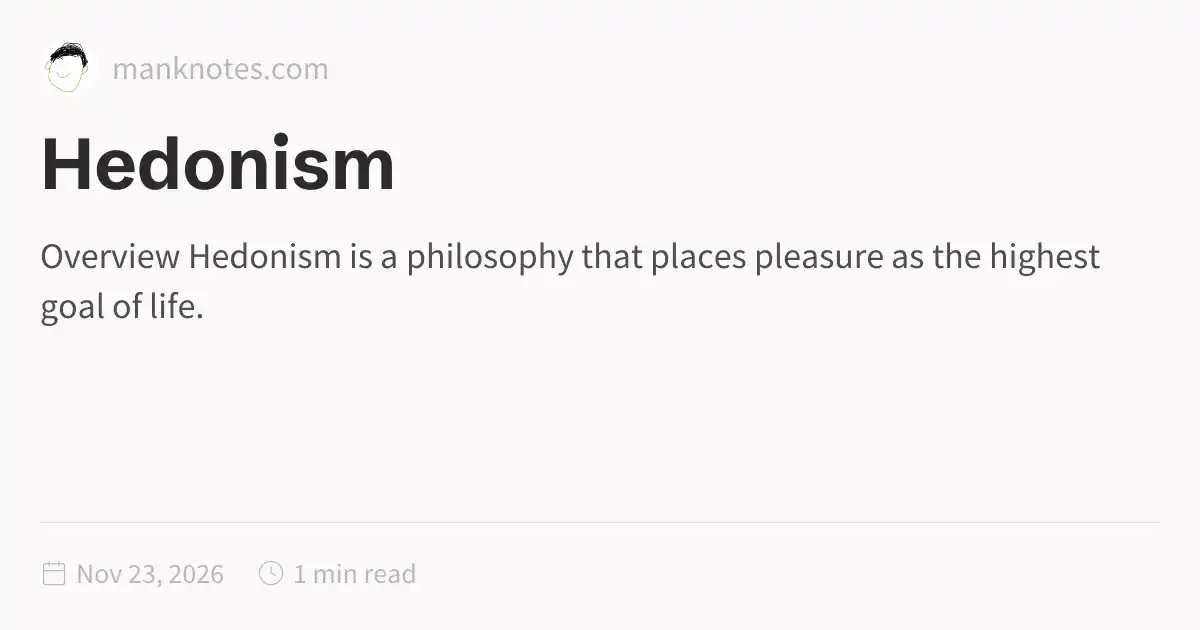 manknotes.com
Hedonism
Overview Hedonism is a philosophy that places pleasure as the highest
goal of life.
Nov 23, 2026 1 min read